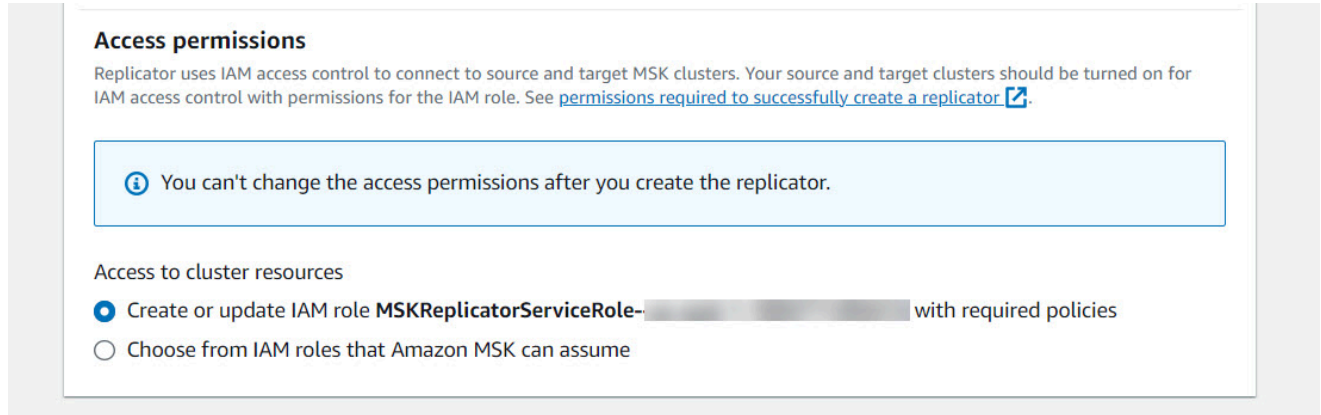 Access permissions
Replicator uses IAM access control to connect to source and target MSK clusters. Your source and target clusters should be turned on for
IAM access control with permissions for the IAM role. See permissions required to successfully create a replicator.
You can't change the access permissions after you create the replicator.
Access to cluster resources
Create or update IAM role MSKReplicatorServiceRole- with required policies
Choose from IAM roles that Amazon MSK can assume